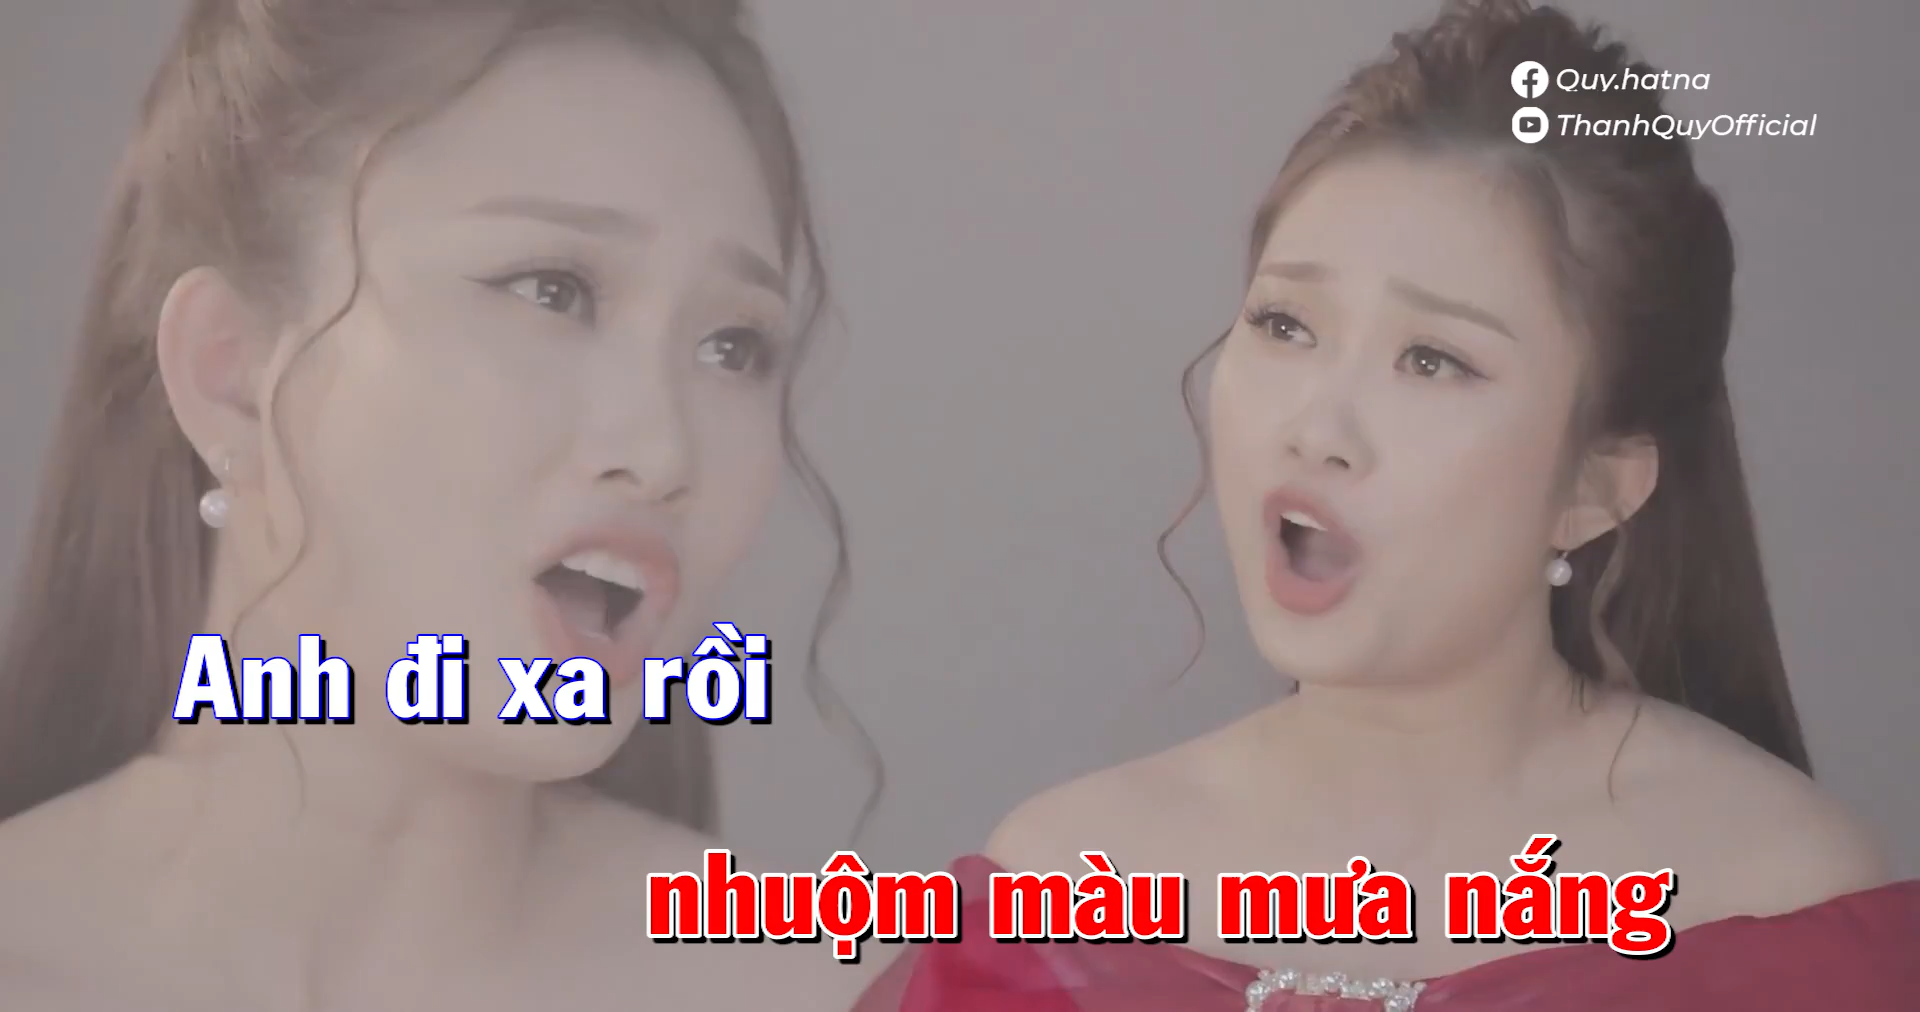 Quy.hatna
ThanhQuyOfficial
Anh đi xa rồi
nhuộm màu mưa nắng